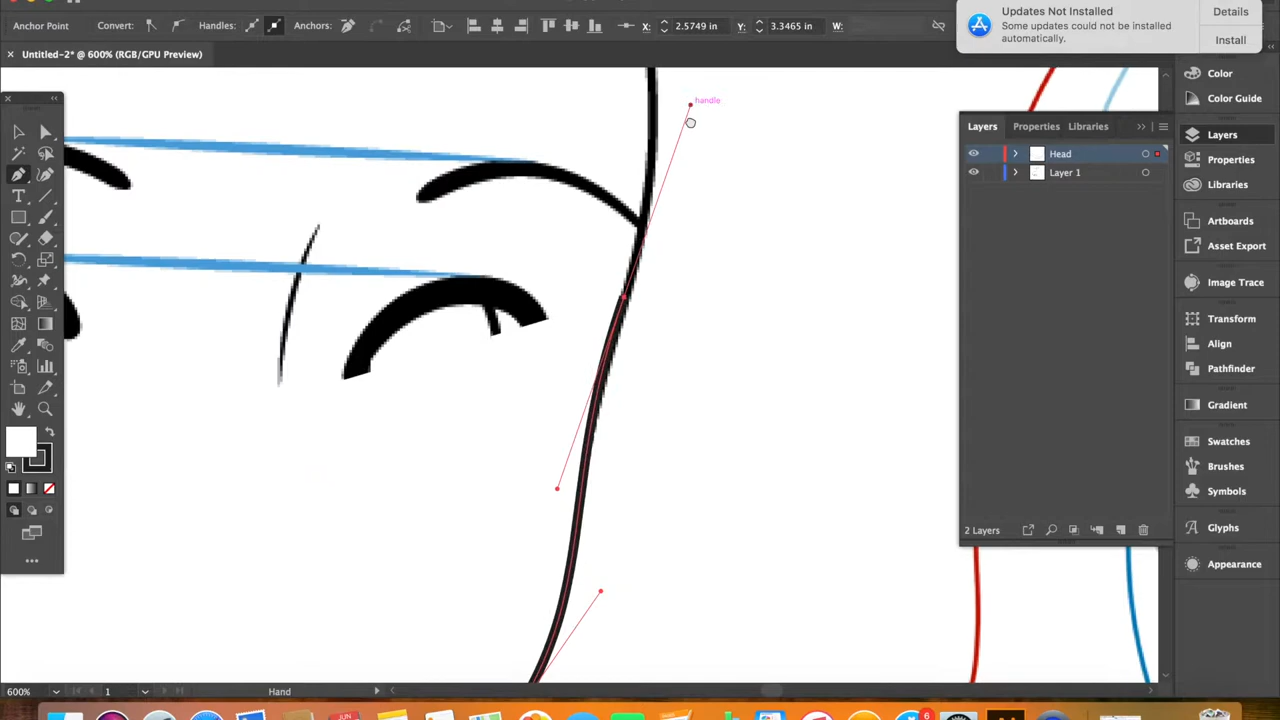 Anchor Point
Convert:
Handles:
Anchors:
X:
2.5749 in
Y:
3.3465 in
W:
Updates Not Installed
Some updates could not be installed
automatically.
Details
Install
× Untitled-2* @ 600% (RGB/GPU Preview)
handle
Layers
Properties
Libraries
Head
Layer 1
2 Layers
Color
Color Guide
Layers
Properties
Libraries
Artboards
Asset Export
Image Trace
Transform
Align
Pathfinder
Gradient
Swatches
Brushes
Symbols
Glyphs
Appearance
600%
1
Hand
JUN
6